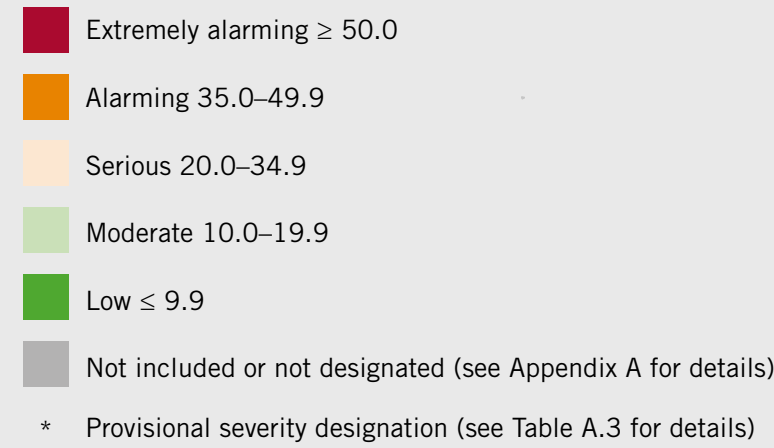 Extremely alarming ≥ 50.0
Alarming 35.0–49.9
Serious 20.0–34.9
Moderate 10.0–19.9
Low ≤ 9.9
Not included or not designated (see Appendix A for details)
* Provisional severity designation (see Table A.3 for details)